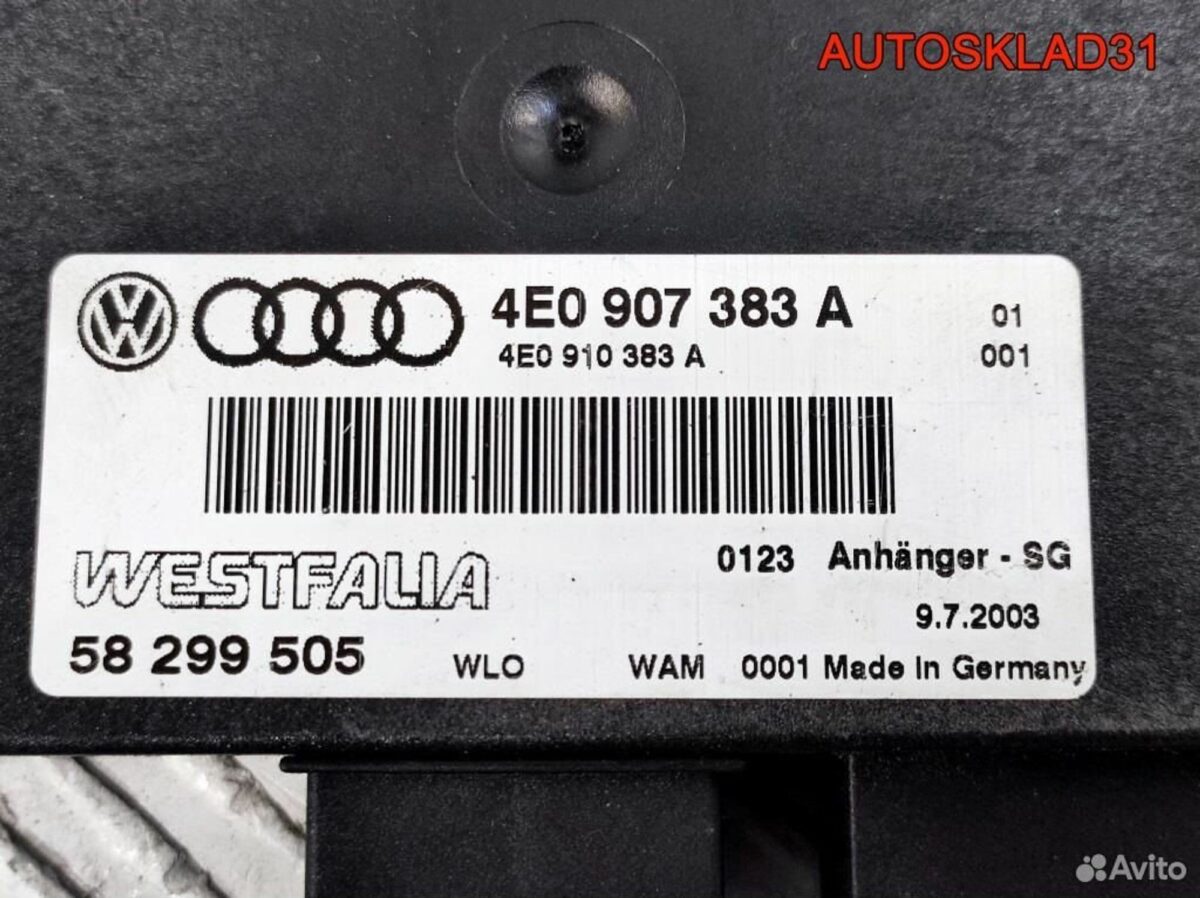 AUTOSKLAD31
4E0 907 383 A 01
4E0 910 383 A 001
WESTFALIA 0123 Anhänger - SG
9.7.2003
58 299 505 WLO WAM 0001 Made In Germany
Avito